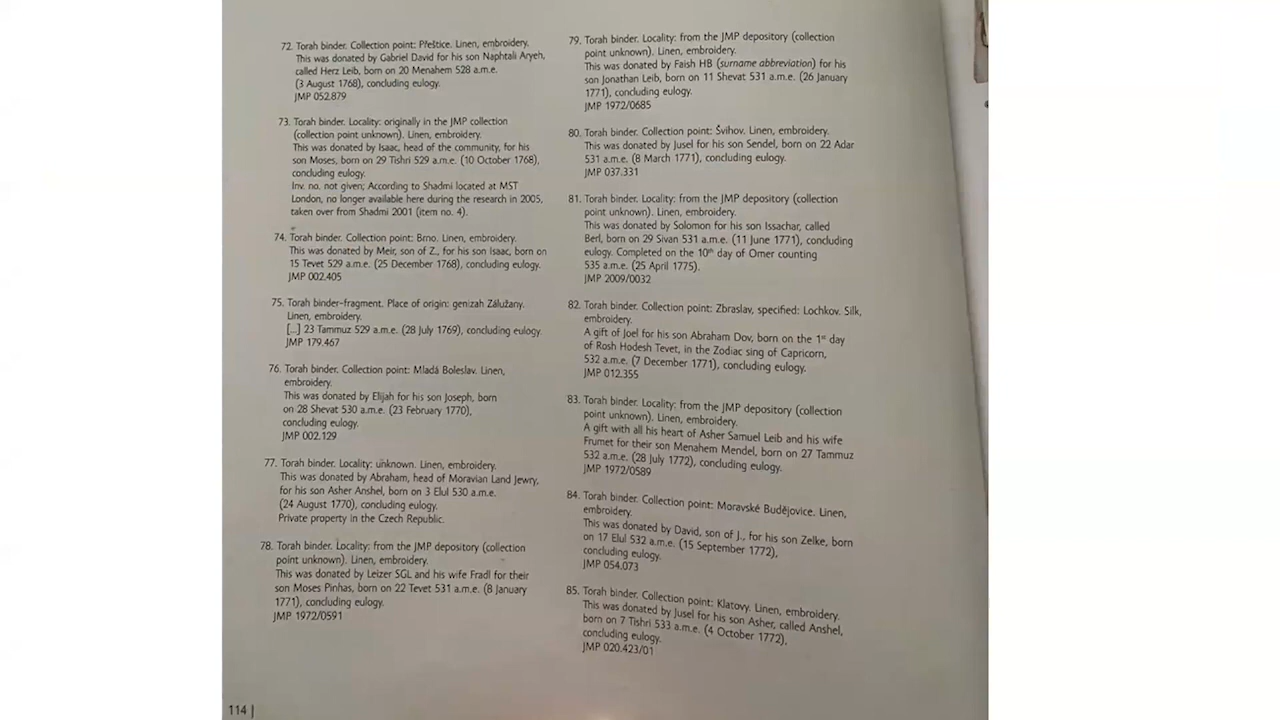 72. Torah binder. Collection point: Přeštice. Linen, embroidery.
This was donated by Gabriel David for his son Naphtali Aryeh,
called Herz Leib, born on 20 Menahem 528 a.m.e.
(3 August 1768), concluding eulogy.
JMP 052.879
73. Torah binder. Locality: originally in the JMP collection
(collection point unknown). Linen, embroidery.
This was donated by Isaac, head of the community, for his
son Moses, born on 29 Tishri 529 a.m.e. (10 October 1768),
concluding eulogy.
Inv. no. not given; According to Shadmi located at MST
London, no longer available here during the research in 2005,
taken over from Shadmi 2001 (item no. 4).
74. Torah binder. Collection point: Brno. Linen, embroidery.
This was donated by Meir, son of Z., for his son Isaac, born on
15 Tevet 529 a.m.e. (25 December 1768), concluding eulogy.
JMP 002.405
75. Torah binder-fragment. Place of origin: genizah Zálužany.
Linen, embroidery.
[...] 23 Tammuz 529 a.m.e. (28 July 1769), concluding eulogy.
JMP 179.467
76. Torah binder. Collection point: Mladá Boleslav. Linen,
embroidery.
This was donated by Elijah for his son Joseph, born
on 28 Shevat 530 a.m.e. (23 February 1770),
concluding eulogy.
JMP 002.129
77. Torah binder. Locality: unknown. Linen, embroidery.
This was donated by Abraham, head of Moravian Land Jewry,
for his son Asher Anshel, born on 3 Elul 530 a.m.e.
(24 August 1770), concluding eulogy.
Private property in the Czech Republic.
78. Torah binder. Locality: from the JMP depository (collection
point unknown). Linen, embroidery.
This was donated by Leizer SGL and his wife Fradl for their
son Moses Pinhas, born on 22 Tevet 531 a.m.e. (8 January
1771), concluding eulogy.
JMP 1972/0591
79. Torah binder. Locality: from the JMP depository (collection
point unknown). Linen, embroidery.
This was donated by Faish HB (surname abbreviation) for his
son Jonathan Leib, born on 11 Shevat 531 a.m.e. (26 January
1771), concluding eulogy.
JMP 1972/0685
80. Torah binder. Collection point: Švihov. Linen, embroidery.
This was donated by Jusel for his son Sendel, born on 22 Adar
531 a.m.e. (8 March 1771), concluding eulogy.
JMP 037.331
81. Torah binder. Locality: from the JMP depository (collection
point unknown). Linen, embroidery.
This was donated by Solomon for his son Issachar, called
Berl, born on 29 Sivan 531 a.m.e. (11 June 1771), concluding
eulogy. Completed on the 10th day of Omer counting
535 a.m.e. (25 April 1775).
JMP 2009/0032
82. Torah binder. Collection point: Zbraslav, specified: Lochkov. Silk,
embroidery.
A gift of Joel for his son Abraham Dov, born on the 1st day
of Rosh Hodesh Tevet, in the Zodiac sing of Capricorn,
532 a.m.e. (7 December 1771), concluding eulogy.
JMP 012.355
83. Torah binder. Locality: from the JMP depository (collection
point unknown). Linen, embroidery.
A gift with all his heart of Asher Samuel Leib and his wife
Frumet for their son Menahem Mendel, born on 27 Tammuz
532 a.m.e. (28 July 1772), concluding eulogy.
JMP 1972/0589
84. Torah binder. Collection point: Moravské Budějovice. Linen,
embroidery.
This was donated by David, son of J., for his son Zelke, born
on 17 Elul 532 a.m.e. (15 September 1772),
concluding eulogy.
JMP 054.073
85. Torah binder. Collection point: Klatovy. Linen, embroidery.
This was donated by Jusel for his son Asher, called Anshel,
born on 7 Tishri 533 a.m.e. (4 October 1772),
concluding eulogy.
JMP 020.423/01
114 |